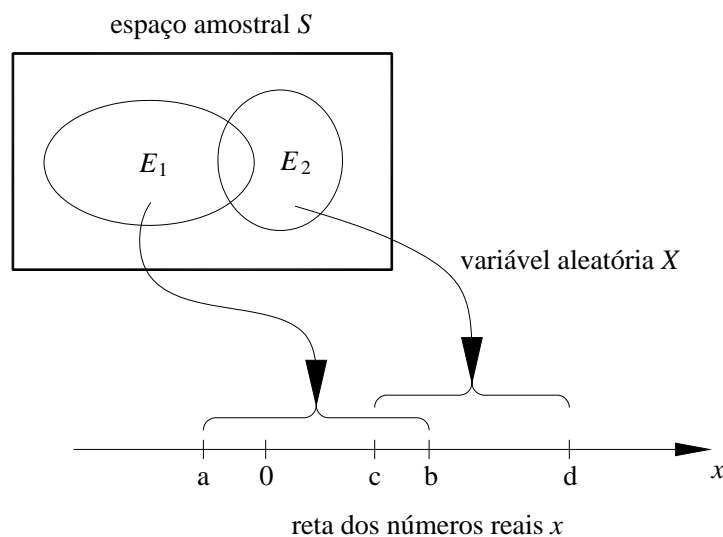 espaço amostral S
E1
E2
variável aleatória X
a 0 c b d
x
reta dos números reais x